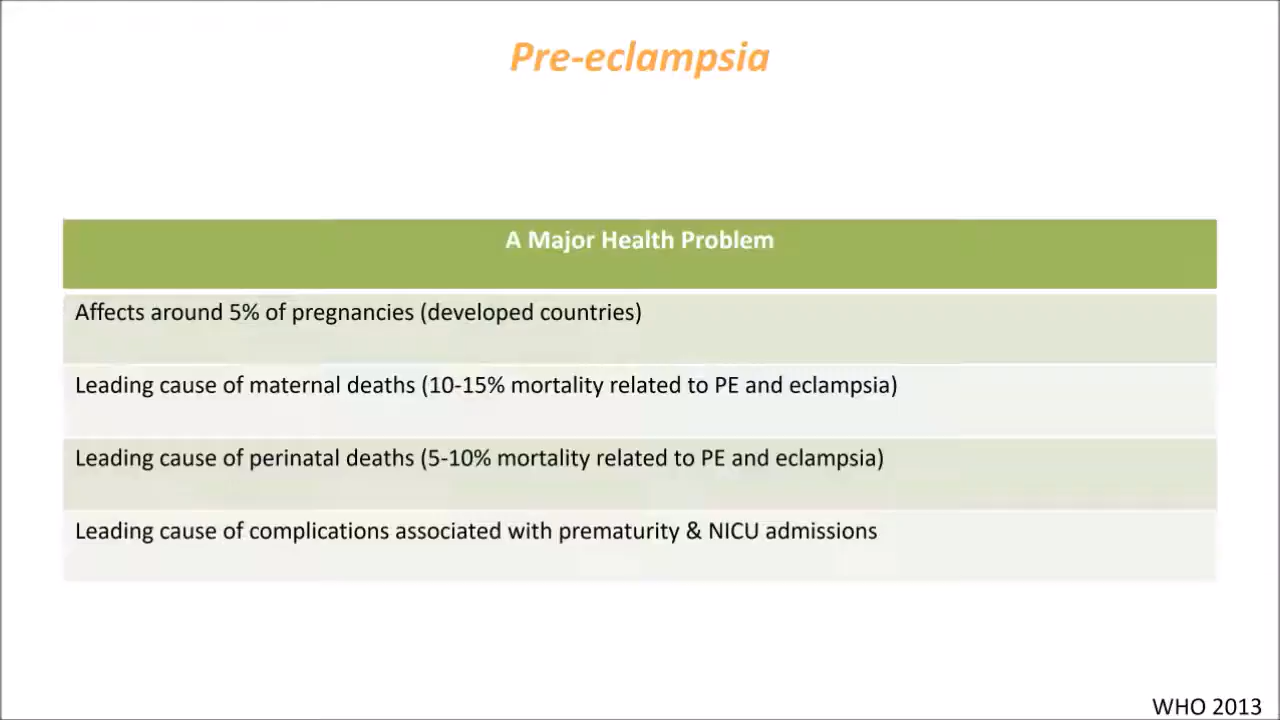 Pre-eclampsia
A Major Health Problem
Affects around 5% of pregnancies (developed countries)
Leading cause of maternal deaths (10-15% mortality related to PE and eclampsia)
Leading cause of perinatal deaths (5-10% mortality related to PE and eclampsia)
Leading cause of complications associated with prematurity & NICU admissions
WHO 2013